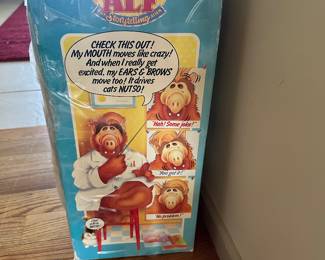 ALF
Storytelling
CHECK THIS OUT!
My MOUTH moves like crazy!
And when I really get
excited, my EARS & BROWS
move too! It drives
cats NUTSO!
"Hah! Some joke!"
"You got it!"
"No problem!"